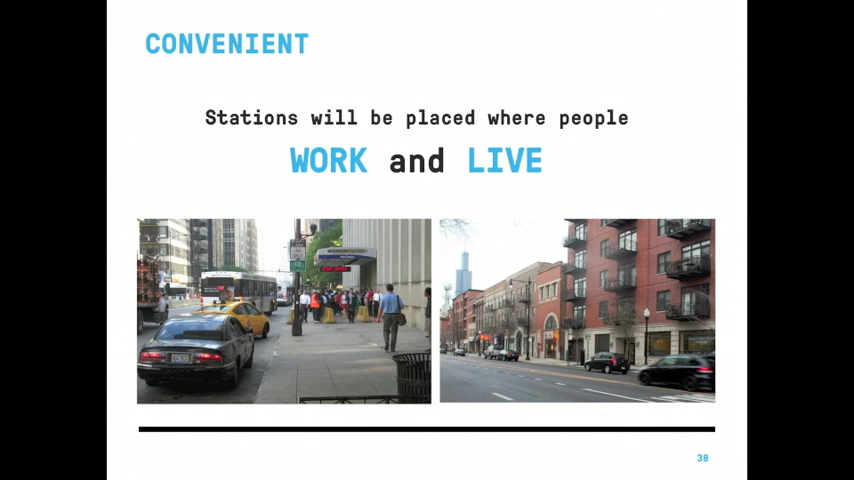 CONVENIENT
Stations will be placed where people
WORK and LIVE
38